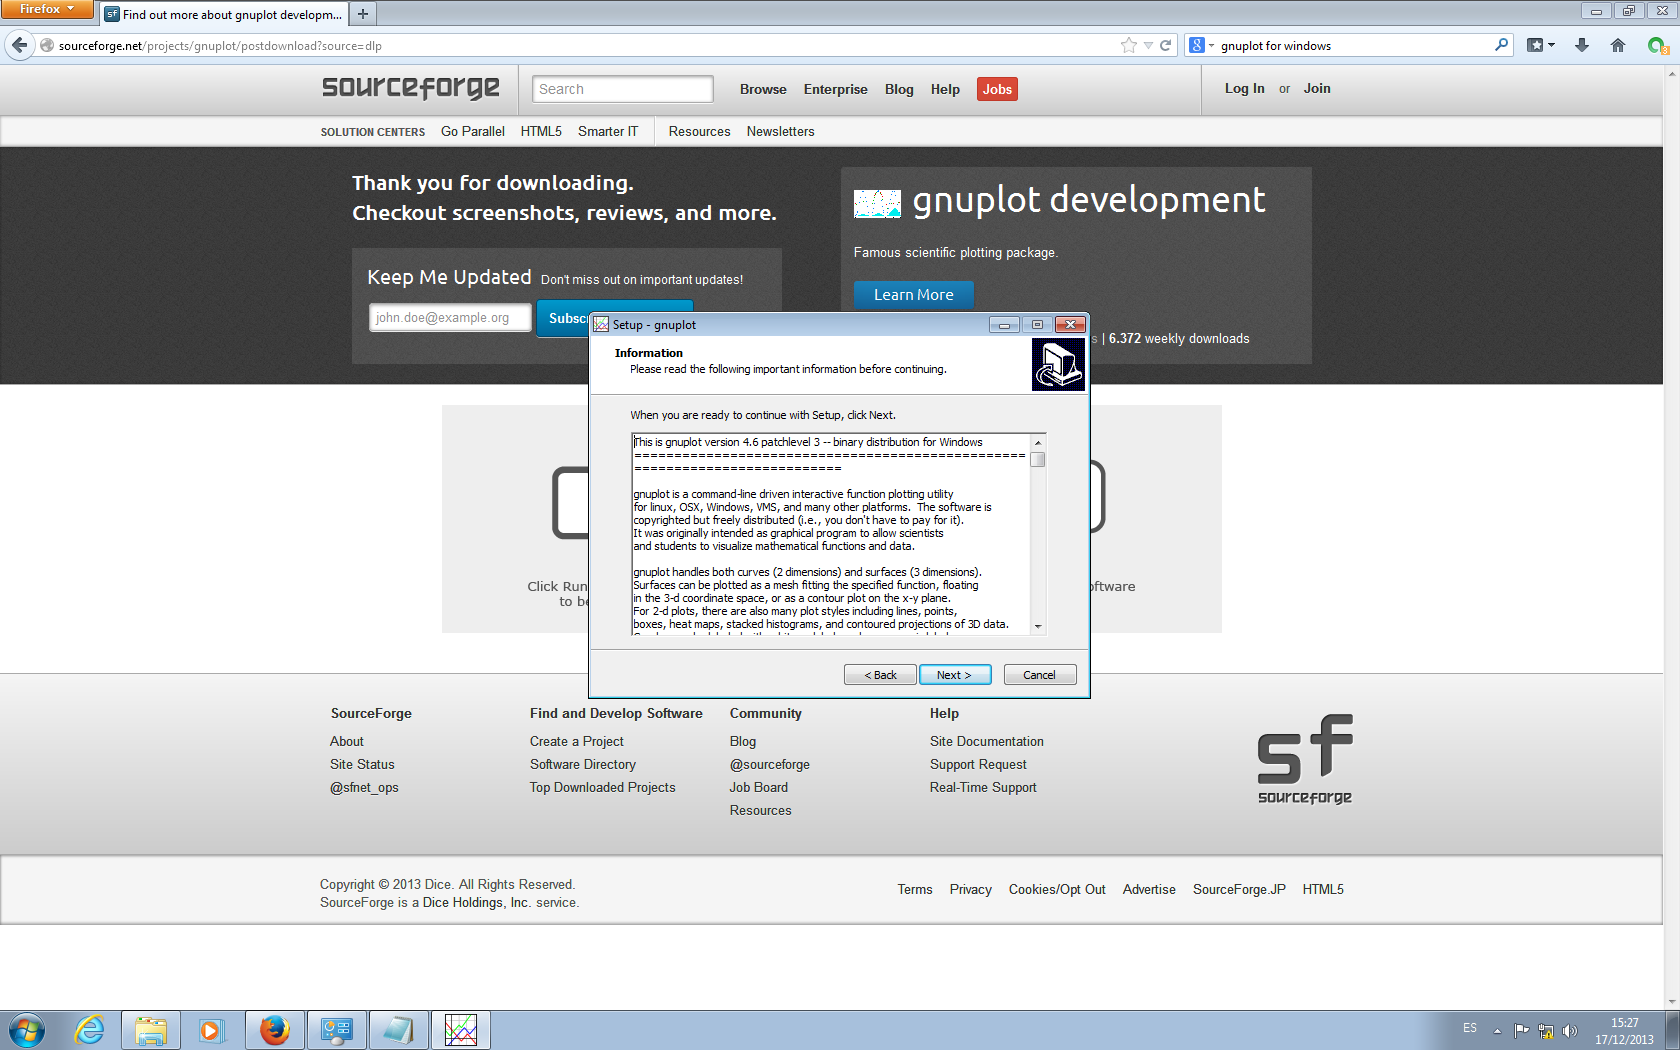 Firefox
Find out more about gnuplot developm...
sourceforge.net/projects/gnuplot/postdownload?source=dlp
gnuplot for windows
sourceforge
Search
Browse Enterprise Blog Help Jobs
Log In or Join
SOLUTION CENTERS Go Parallel HTML5 Smarter IT Resources Newsletters
Thank you for downloading.
Checkout screenshots, reviews, and more.
Keep Me Updated Don't miss out on important updates!
john.doe@example.org
Subsc
gnuplot development
Famous scientific plotting package.
Learn More
s | 6.372 weekly downloads
Setup - gnuplot
Information
Please read the following important information before continuing.
When you are ready to continue with Setup, click Next.
This is gnuplot version 4.6 patchlevel 3 -- binary distribution for Windows
================================================
==========================
gnuplot is a command-line driven interactive function plotting utility
for linux, OSX, Windows, VMS, and many other platforms. The software is
copyrighted but freely distributed (i.e., you don't have to pay for it).
It was originally intended as graphical program to allow scientists
and students to visualize mathematical functions and data.
gnuplot handles both curves (2 dimensions) and surfaces (3 dimensions).
Surfaces can be plotted as a mesh fitting the specified function, floating
in the 3-d coordinate space, or as a contour plot on the x-y plane.
For 2-d plots, there are also many plot styles including lines, points,
boxes, heat maps, stacked histograms, and contoured projections of 3D data.
< Back Next > Cancel
Click Run
to be
ftware
SourceForge
About
Site Status
@sfnet_ops
Find and Develop Software
Create a Project
Software Directory
Top Downloaded Projects
Community
Blog
@sourceforge
Job Board
Resources
Help
Site Documentation
Support Request
Real-Time Support
sf
sourceforge
Copyright © 2013 Dice. All Rights Reserved.
SourceForge is a Dice Holdings, Inc. service.
Terms Privacy Cookies/Opt Out Advertise SourceForge.JP HTML5
ES
15:27
17/12/2013